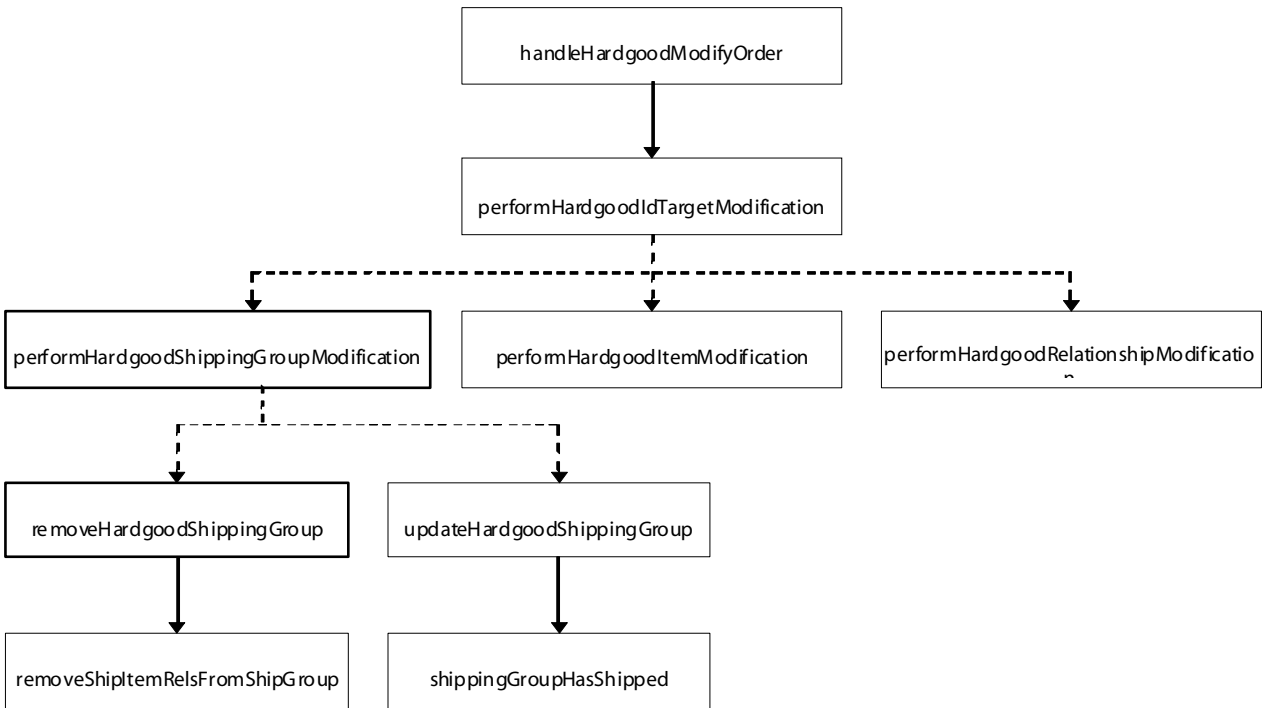 handleHardgoodModifyOrder
performHardgoodIdTargetModification
performHardgoodShippingGroupModification
performHardgoodItemModification
performHardgoodRelationshipModificatio
n
removeHardgoodShippingGroup
updateHardgoodShippingGroup
removeShipItemRelsFromShipGroup
shippingGroupHasShipped